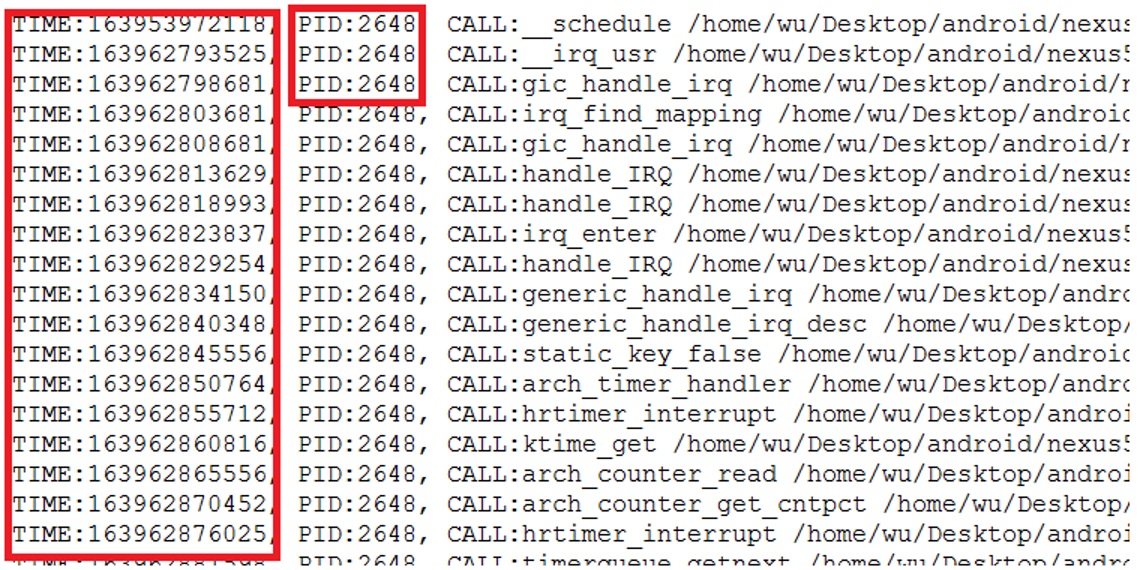 TIME:163953972118, PID:2648 CALL:__schedule /home/wu/Desktop/android/nexus
TIME:163962793525, PID:2648 CALL:__irq_usr /home/wu/Desktop/android/nexus5
TIME:163962798681, PID:2648 CALL:gic_handle_irq /home/wu/Desktop/android/
TIME:163962803681, PID:2648, CALL:irq_find_mapping /home/wu/Desktop/android
TIME:163962808681, PID:2648, CALL:gic_handle_irq /home/wu/Desktop/android/
TIME:163962813629, PID:2648, CALL:handle_IRQ /home/wu/Desktop/android/nexus
TIME:163962818993, PID:2648, CALL:handle_IRQ /home/wu/Desktop/android/nexus
TIME:163962823837, PID:2648, CALL:irq_enter /home/wu/Desktop/android/nexus5
TIME:163962829254, PID:2648, CALL:handle_IRQ /home/wu/Desktop/android/nexus
TIME:163962834150, PID:2648, CALL:generic_handle_irq /home/wu/Desktop/andro
TIME:163962840348, PID:2648, CALL:generic_handle_irq_desc /home/wu/Desktop/
TIME:163962845556, PID:2648, CALL:static_key_false /home/wu/Desktop/android
TIME:163962850764, PID:2648, CALL:arch_timer_handler /home/wu/Desktop/andro
TIME:163962855712, PID:2648, CALL:hrtimer_interrupt /home/wu/Desktop/androi
TIME:163962860816, PID:2648, CALL:ktime_get /home/wu/Desktop/android/nexus5
TIME:163962865556, PID:2648, CALL:arch_counter_read /home/wu/Desktop/androi
TIME:163962870452, PID:2648, CALL:arch_counter_get_cntpct /home/wu/Desktop/
TIME:163962876025, PID:2648, CALL:hrtimer_interrupt /home/wu/Desktop/androi
PID:2648, CALL:timerqueue_getnext /home/wu/Desktop/andro